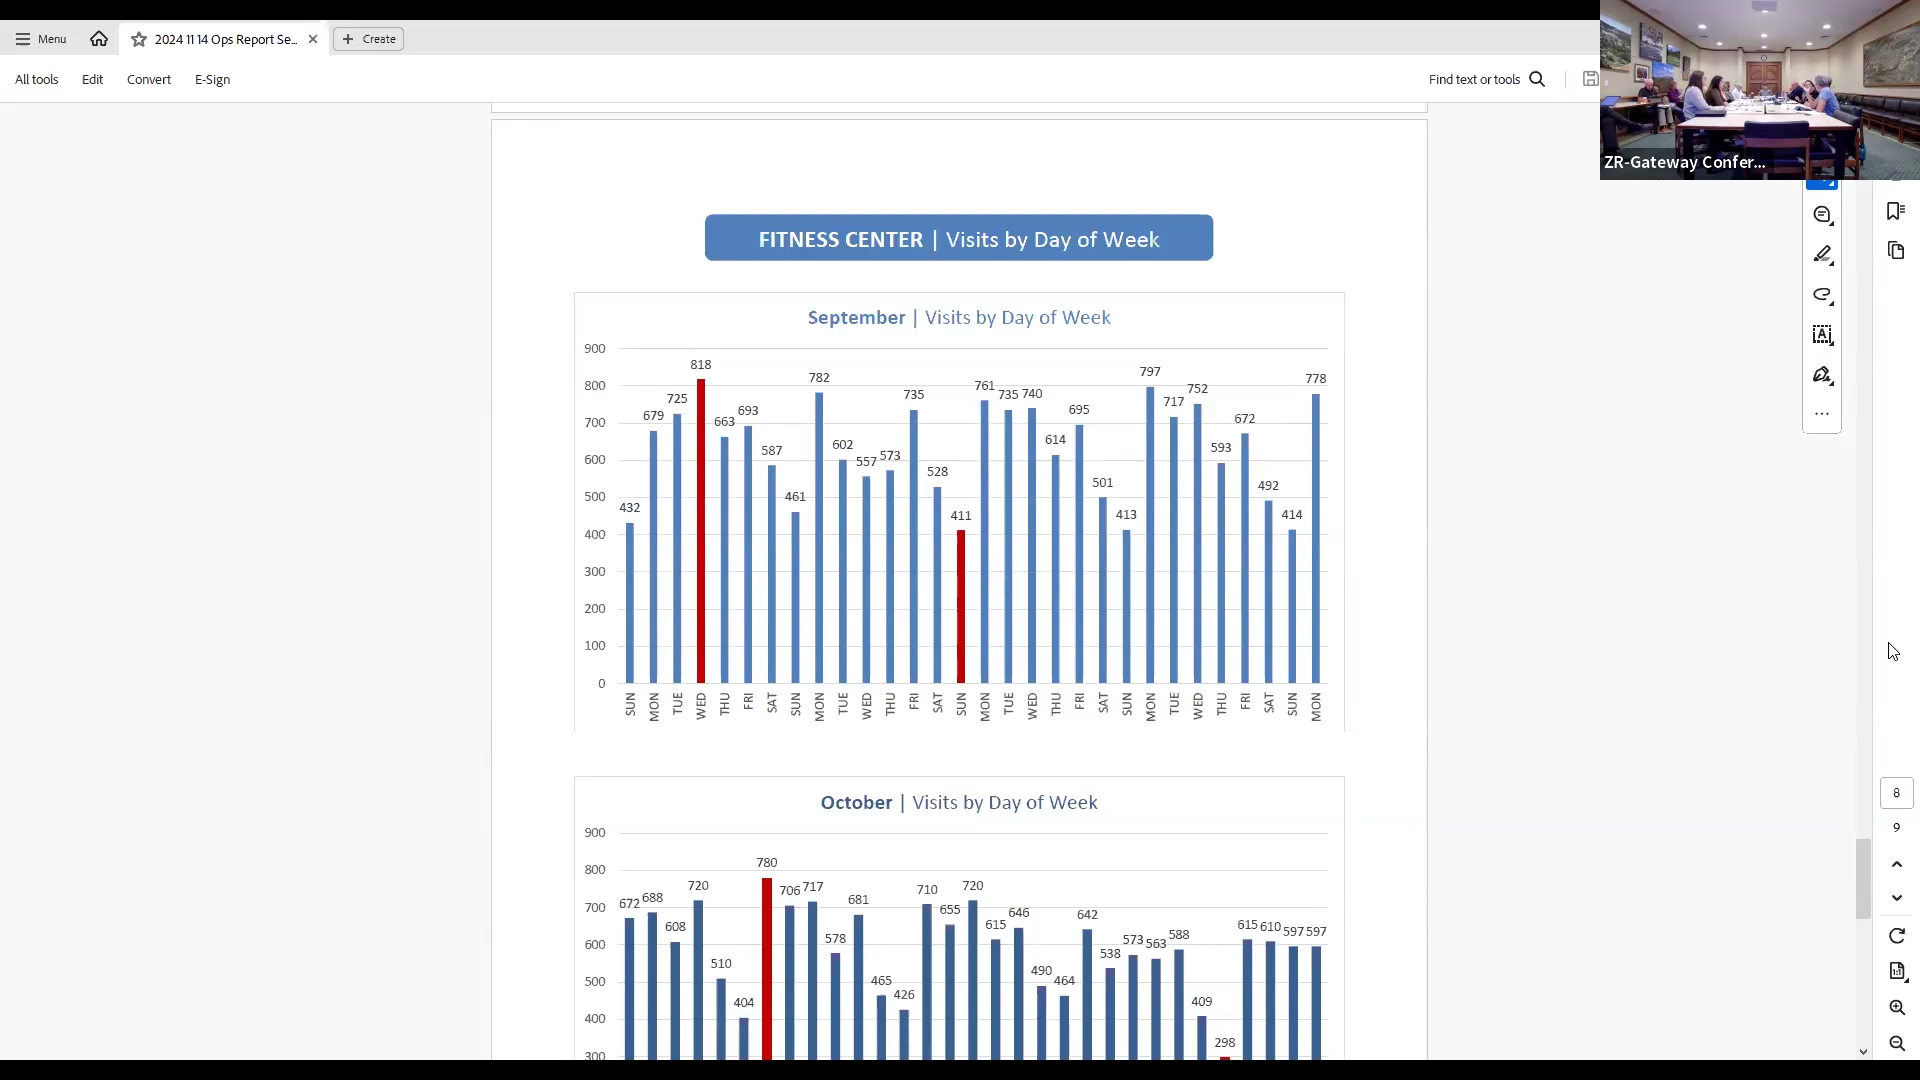 Menu
2024 11 14 Ops Report Se...
Create
All tools
Edit
Convert
E-Sign
Find text or tools
ZR-Gateway Confer...
FITNESS CENTER | Visits by Day of Week
September | Visits by Day of Week
900
800
700
600
500
400
300
200
100
0
432 679 725 818 663 693 587 461 782 602 557 573 735 528 411 761 735 740 614 695 501 413 797 717 752 593 672 492 414 778
SUN MON TUE WED THU FRI SAT SUN MON TUE WED THU FRI SAT SUN MON TUE WED THU FRI SAT SUN MON TUE WED THU FRI SAT SUN MON
October | Visits by Day of Week
900
800
700
600
500
400
300
672 688 608 720 510 404 780 706 717 578 681 465 426 710 655 720 615 646 490 464 642 538 573 563 588 409 298 615 610 597 597
8
9